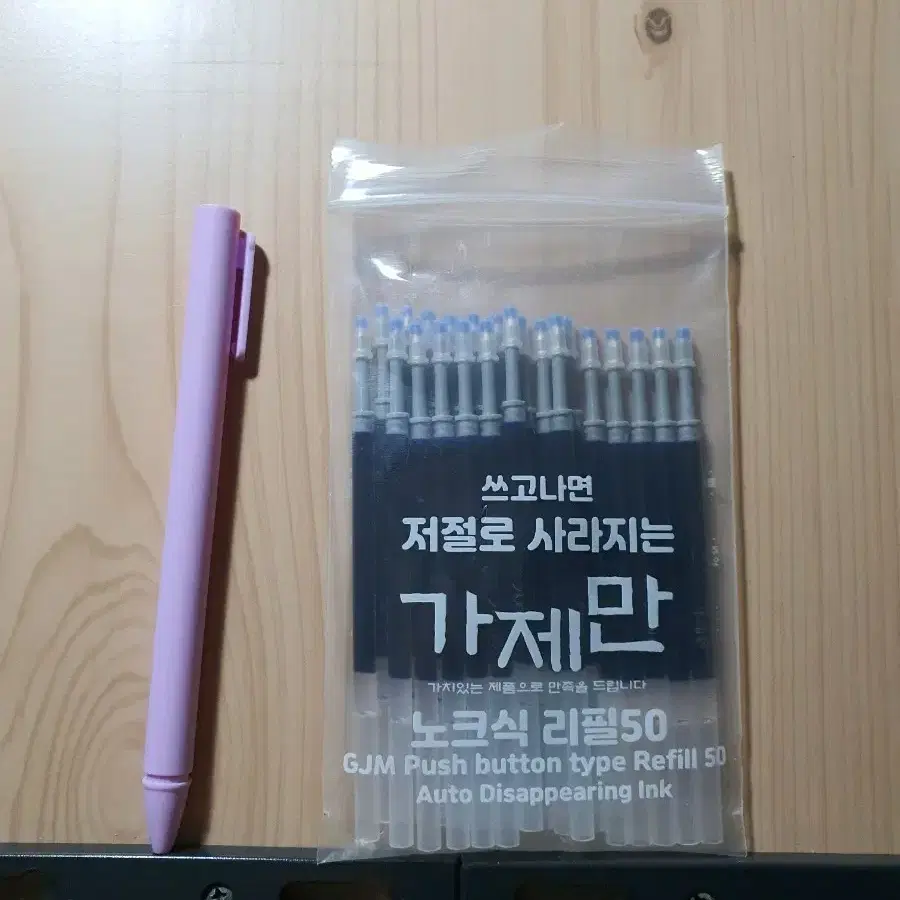 쓰고나면
저절로 사라지는
가제만
가치있는 제품으로 만족을 드립니다
노크식 리필50
GJM Push button type Refill 50
Auto Disappearing Ink